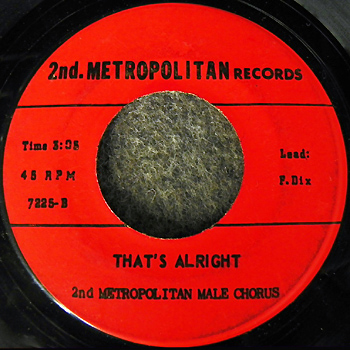 2nd. METROPOLITAN RECORDS
Time 3:05
45 RPM
7225-B
Lead:
F.Dix
THAT'S ALRIGHT
2nd METROPOLITAN MALE CHORUS